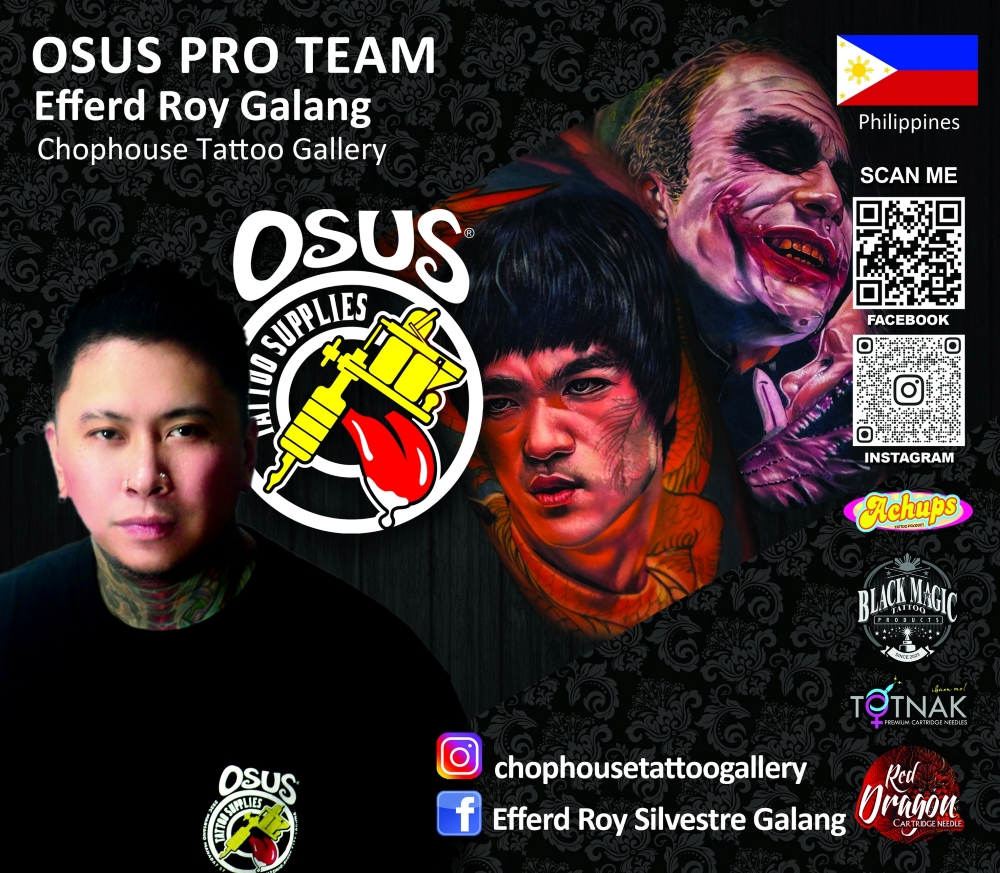 OSUS PRO TEAM
Efferd Roy Galang
Chophouse Tattoo Gallery
Philippines
SCAN ME
FACEBOOK
INSTAGRAM
OSUS®
TATTOO SUPPLIES
Achups
TATTOO PRODUCT
BLACK MAGIC
TATTOO
PRODUCTS
TOTNAK
PREMIUM CARTRIDGE NEEDLES
Red
Dragon
CARTRIDGE NEEDLE
chophousetattoogallery
Efferd Roy Silvestre Galang
OSUS
TATTOO SUPPLIES